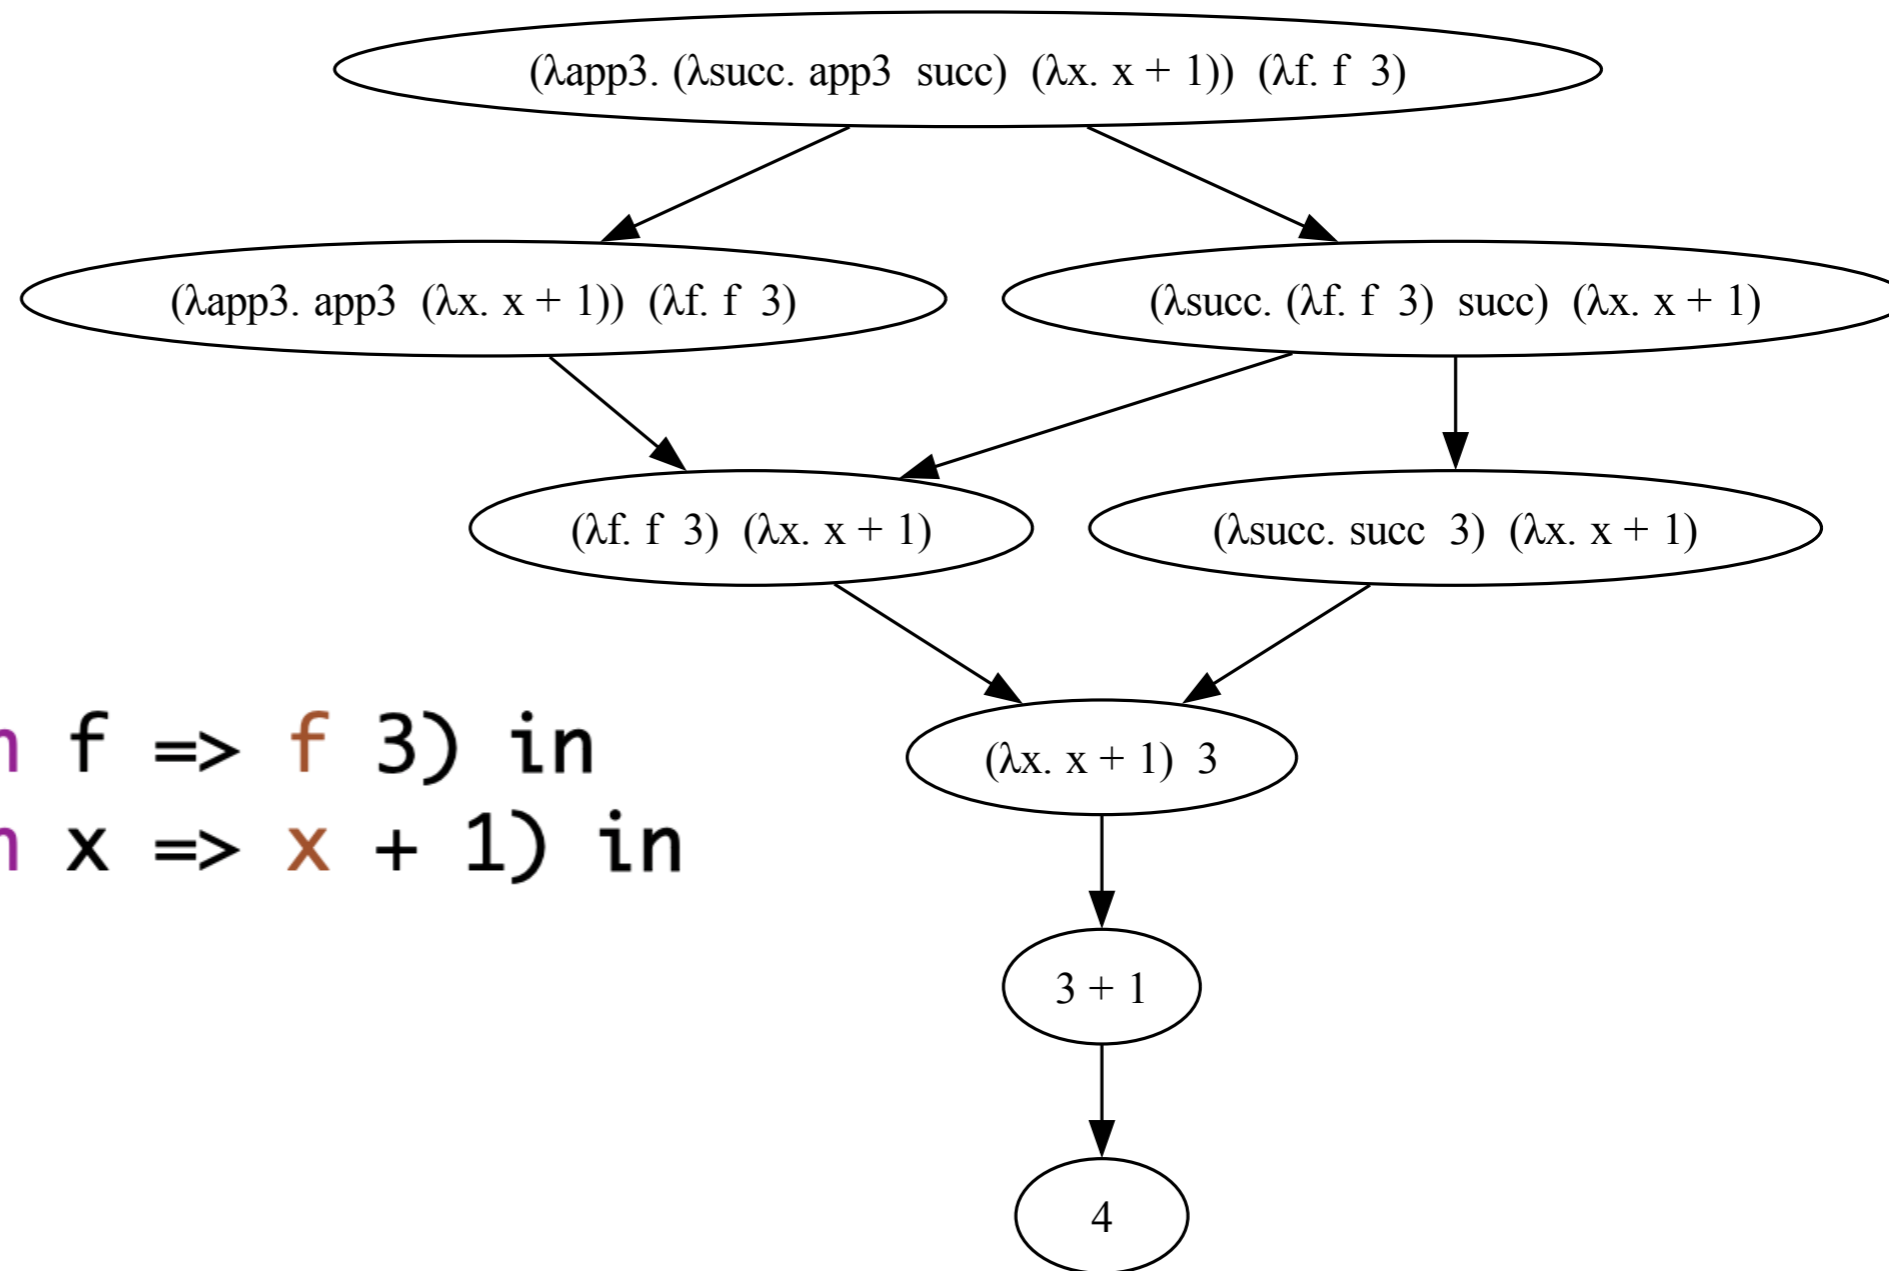 (λapp3. (λsucc. app3 succ) (λx. x + 1)) (λf. f 3)
(λapp3. app3 (λx. x + 1)) (λf. f 3)
(λsucc. (λf. f 3) succ) (λx. x + 1)
(λf. f 3) (λx. x + 1)
(λsucc. succ 3) (λx. x + 1)
f => f 3) in
(λx. x + 1) 3
x => x + 1) in
3 + 1
4